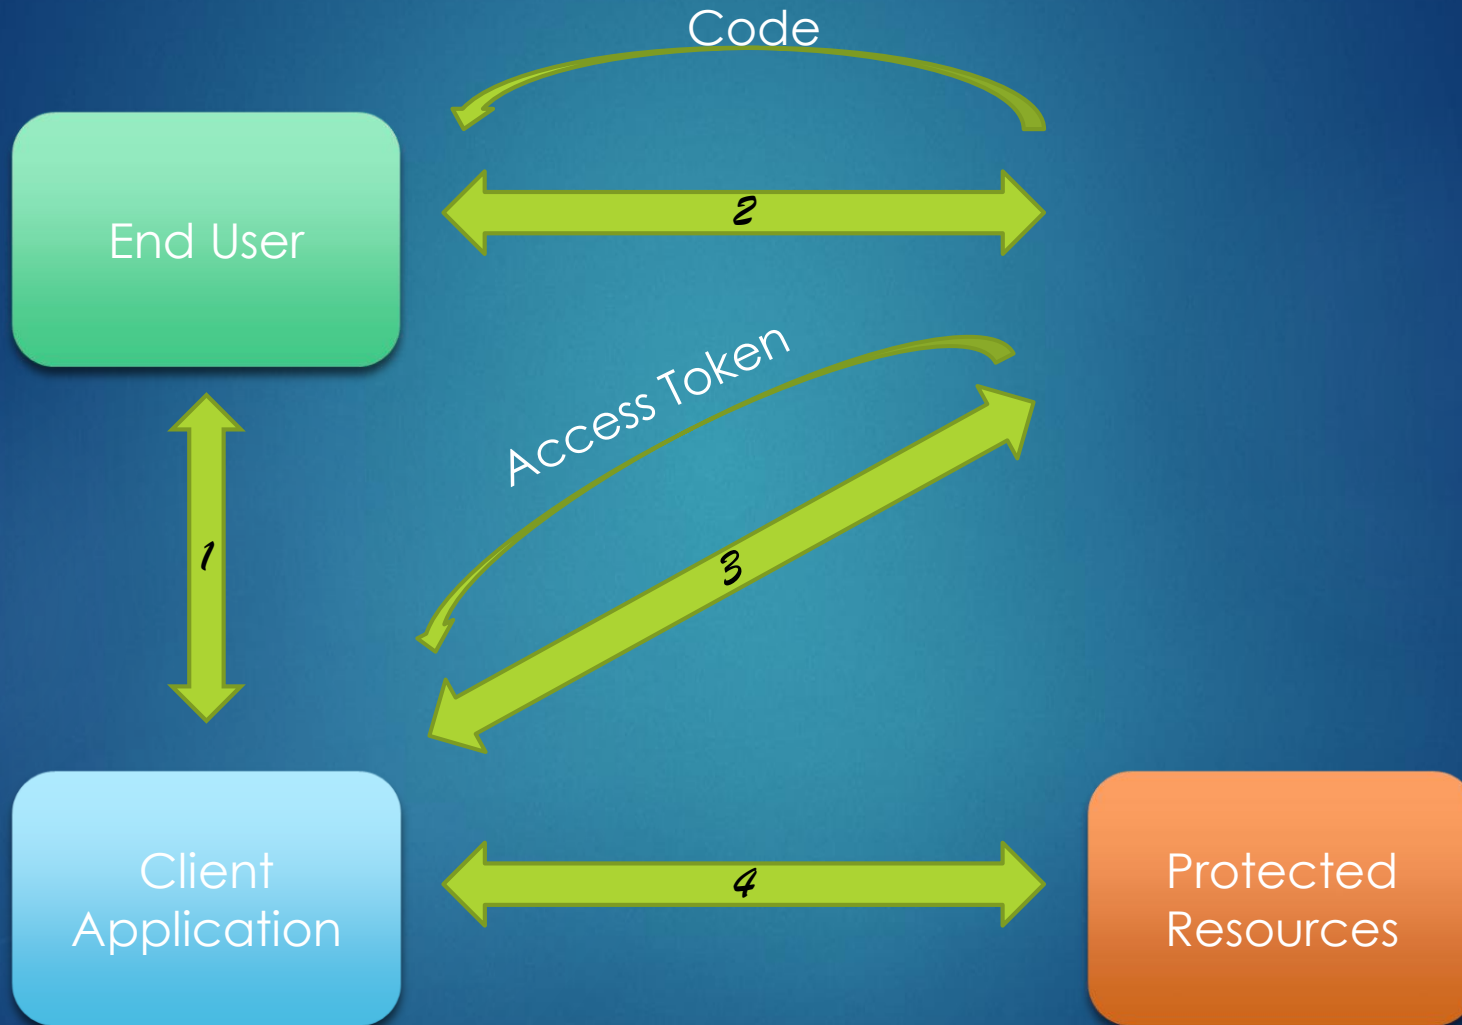 Code
2
End User
Access Token
1
3
Client
Application
4
Protected
Resources